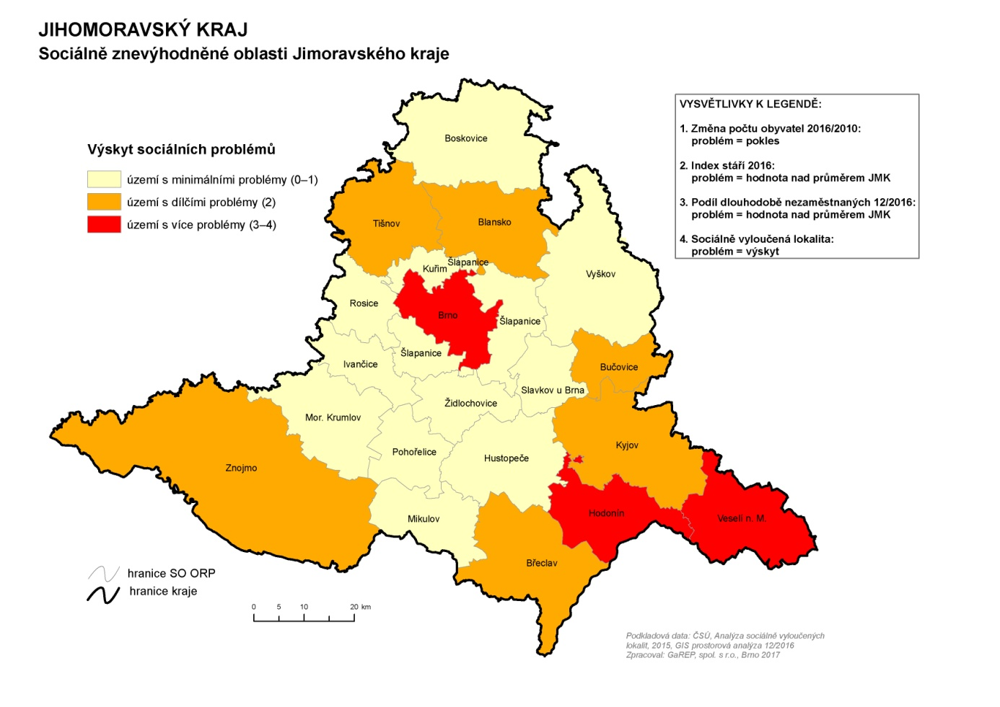 JIHOMORAVSKÝ KRAJ
Sociálně znevýhodněné oblasti Jimoravského kraje
VYSVĚTLIVKY K LEGENDĚ:
1. Změna počtu obyvatel 2016/2010:
problém = pokles
2. Index stáří 2016:
problém = hodnota nad průměrem JMK
3. Podíl dlouhodobě nezaměstnaných 12/2016:
problém = hodnota nad průměrem JMK
4. Sociálně vyloučená lokalita:
problém = výskyt
Výskyt sociálních problémů
území s minimálními problémy (0–1)
území s dílčími problémy (2)
území s více problémy (3–4)
Boskovice
Tišnov
Blansko
Šlapanice
Kuřim
Vyškov
Rosice
Brno
Šlapanice
Šlapanice
Ivančice
Bučovice
Slavkov u Brna
Židlochovice
Mor. Krumlov
Kyjov
Pohořelice
Hustopeče
Znojmo
Hodonín
Veselí n. M.
Mikulov
Břeclav
hranice SO ORP
hranice kraje
0 5 10 20 km
Podkladová data: ČSÚ, Analýza sociálně vyloučených
lokalit, 2015, GIS prostorová analýza 12/2016
Zpracoval: GaREP, spol. s r.o., Brno 2017